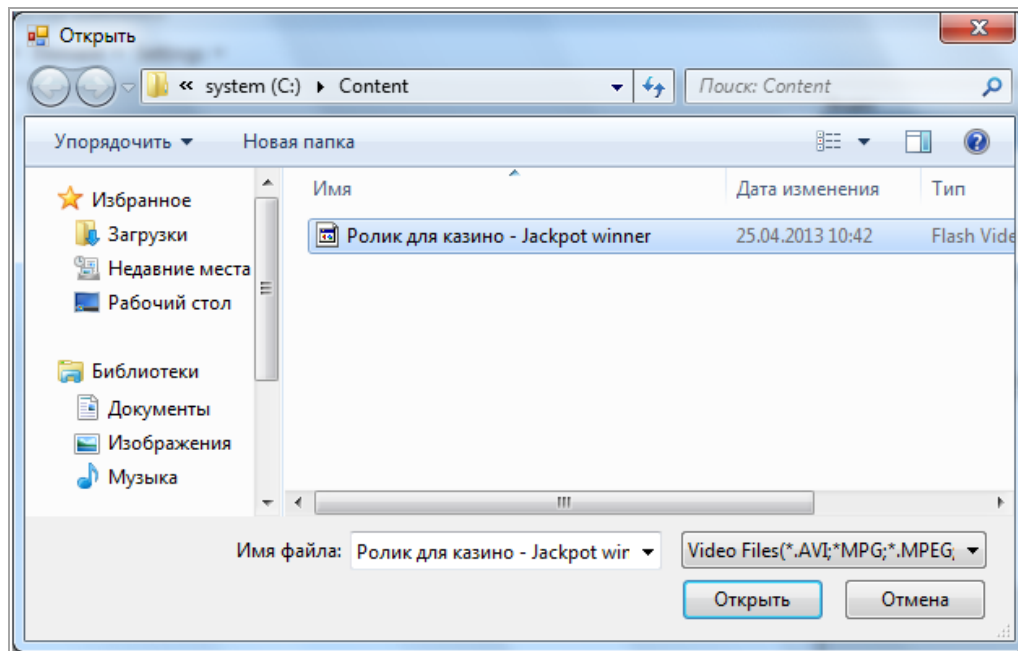 Открыть
« system (C:) Content
Поиск: Content
Упорядочить Новая папка
Имя Дата изменения Тип
Избранное
Загрузки
Недавние места
Рабочий стол
Библиотеки
Документы
Изображения
Музыка
Ролик для казино - Jackpot winner 25.04.2013 10:42 Flash Vide
Имя файла: Ролик для казино - Jackpot wir
Video Files(*.AVI;*MPG;*.MPEG;
Открыть Отмена